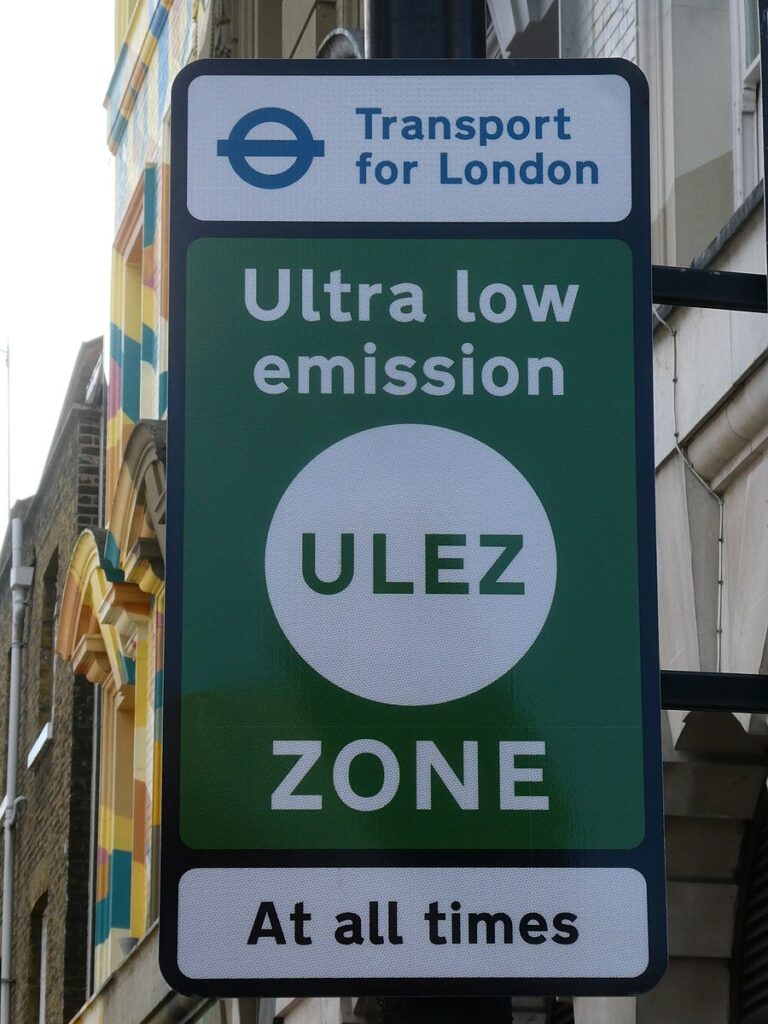 Transport
for London
Ultra low
emission
ULEZ
ZONE
At all times